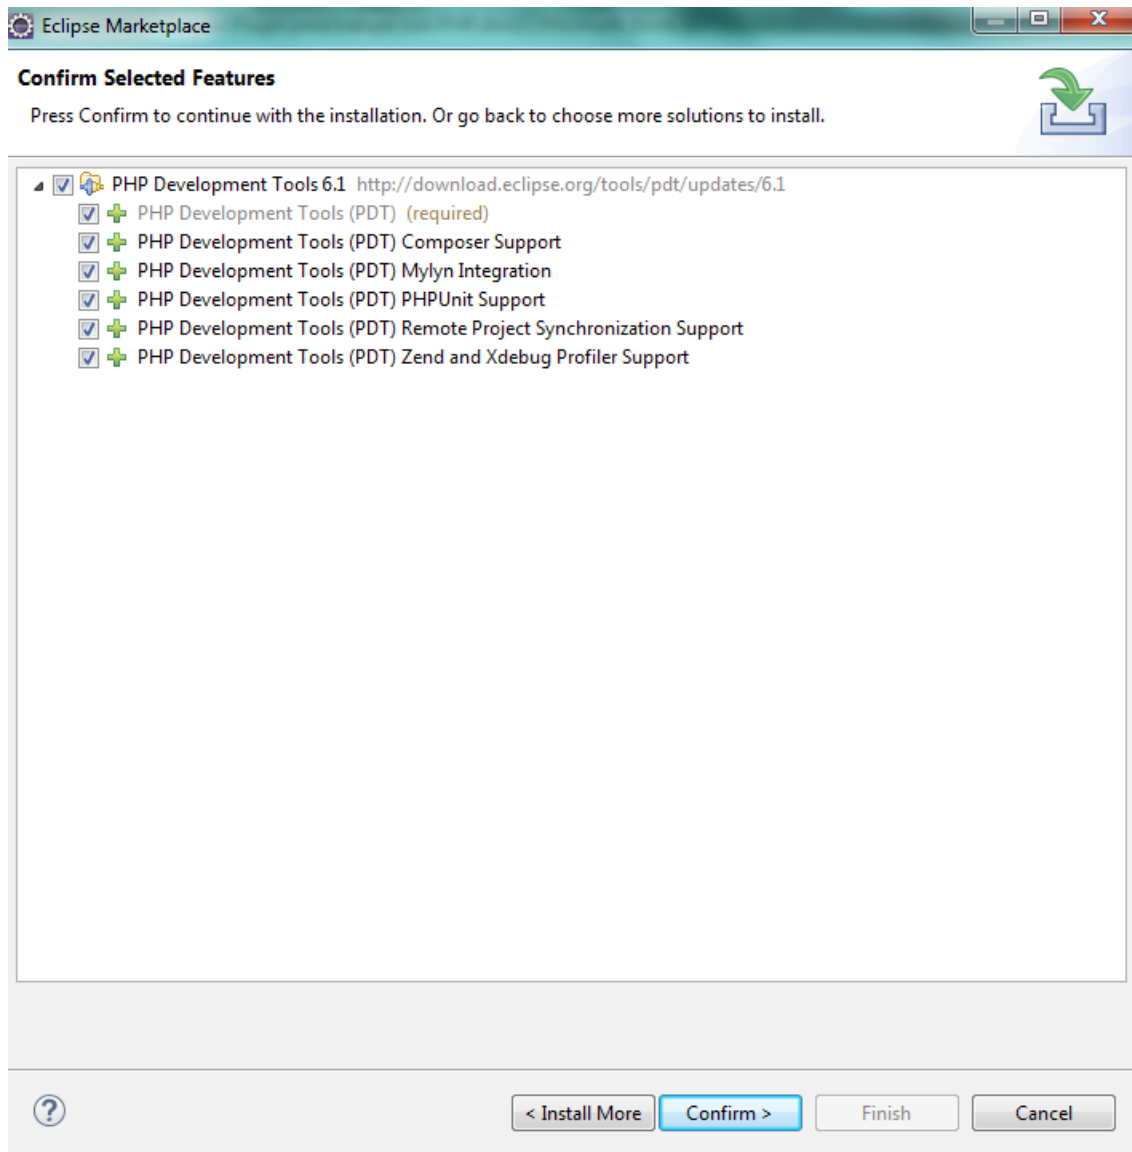 Eclipse Marketplace
Confirm Selected Features
Press Confirm to continue with the installation. Or go back to choose more solutions to install.
PHP Development Tools 6.1 http://download.eclipse.org/tools/pdt/updates/6.1
PHP Development Tools (PDT) (required)
PHP Development Tools (PDT) Composer Support
PHP Development Tools (PDT) Mylyn Integration
PHP Development Tools (PDT) PHPUnit Support
PHP Development Tools (PDT) Remote Project Synchronization Support
PHP Development Tools (PDT) Zend and Xdebug Profiler Support
? < Install More Confirm > Finish Cancel